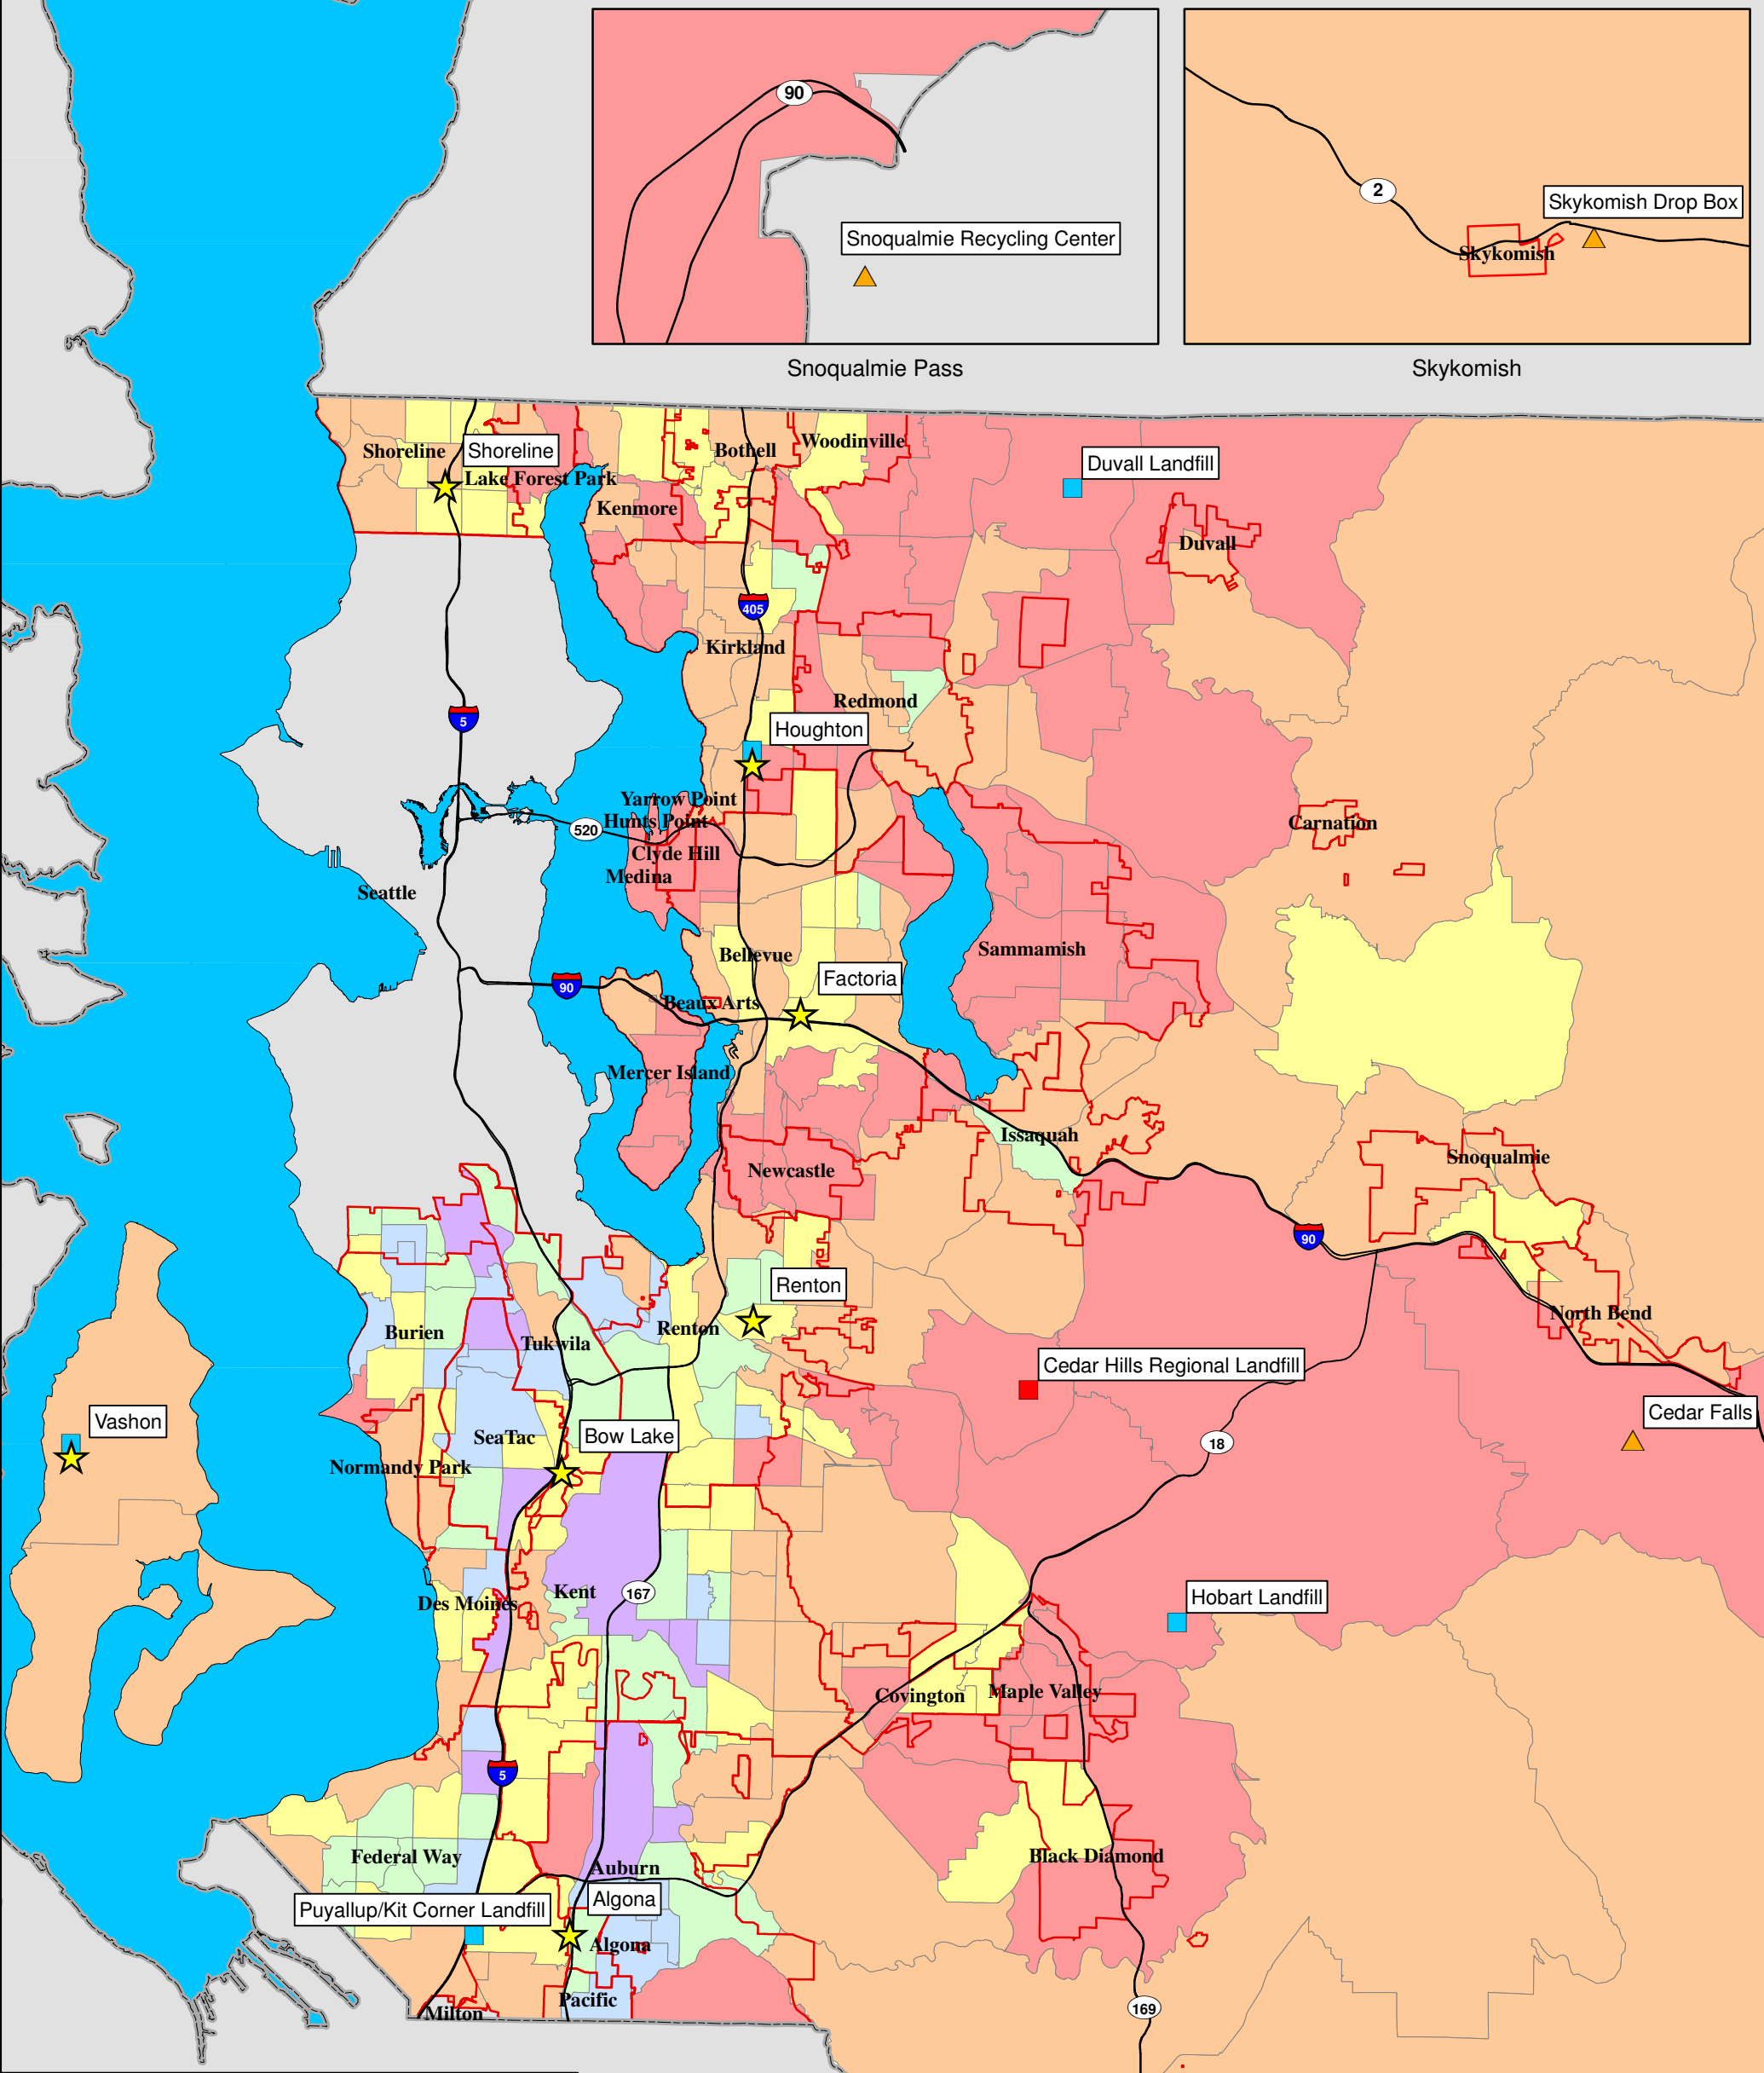 90
Snoqualmie Recycling Center
Snoqualmie Pass
2
Skykomish Drop Box
Skykomish
Skykomish
Shoreline
Shoreline
Lake Forest Park
Kenmore
Bothell
Woodinville
Duvall Landfill
Duvall
405
Kirkland
Redmond
5
Houghton
Yarrow Point
Hunts Point
520
Clyde Hill
Medina
Carnation
Seattle
Sammamish
Bellevue
Factoria
90
Beaux Arts
Mercer Island
Issaquah
Newcastle
Snoqualmie
90
Renton
North Bend
Burien
Tukwila
Renton
Cedar Hills Regional Landfill
Cedar Falls
Vashon
SeaTac
Bow Lake
18
Normandy Park
Des Moines
Kent
167
Hobart Landfill
Covington
Maple Valley
5
Federal Way
Auburn
Black Diamond
Puyallup/Kit Corner Landfill
Algona
Algona
Pacific
Milton
169